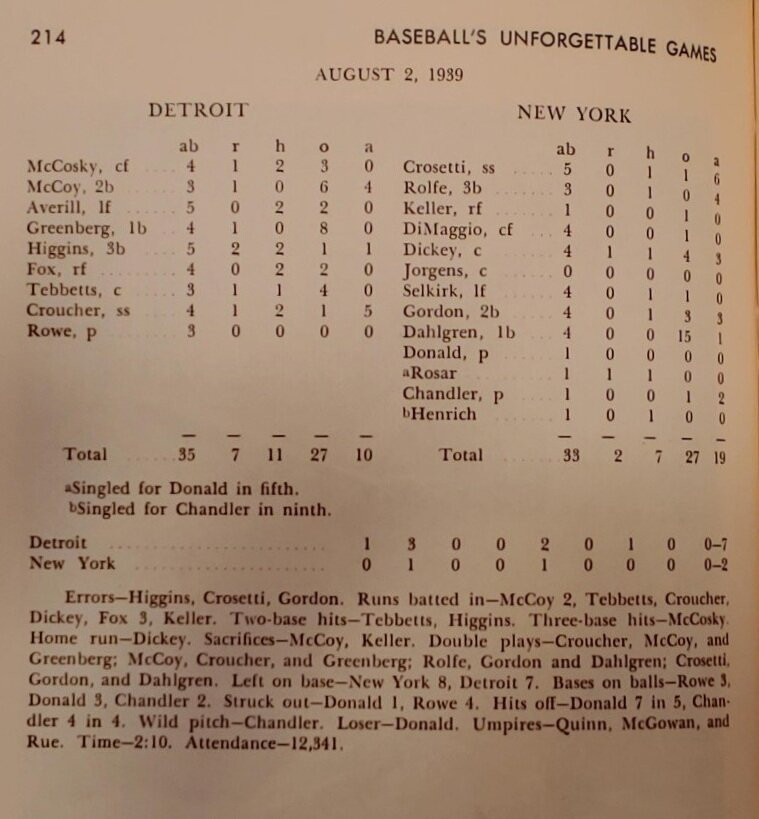 214 BASEBALL'S UNFORGETTABLE GAMES
AUGUST 2, 1939
DETROIT
ab r h o a
McCosky, cf .... 4 1 2 3 0
McCoy, 2b ..... 3 1 0 6 4
Averill, lf ...... 5 0 2 2 0
Greenberg, 1b .. 4 1 0 8 0
Higgins, 3b .... 5 2 2 1 1
Fox, rf ........ 4 0 2 2 0
Tebbetts, c ..... 3 1 1 4 0
Croucher, ss .... 4 1 2 1 5
Rowe, p ....... 3 0 0 0 0
Total ...... 35 7 11 27 10
NEW YORK
ab r h o a
Crosetti, ss ..... 5 0 1 1 6
Rolfe, 3b ...... 3 0 1 0 4
Keller, rf ....... 1 0 0 1 0
DiMaggio, cf ... 4 0 0 1 0
Dickey, c ....... 4 1 1 4 3
Jorgens, c ...... 0 0 0 0 0
Selkirk, lf ...... 4 0 1 1 0
Gordon, 2b .... 4 0 1 3 3
Dahlgren, 1b ... 4 0 0 15 1
Donald, p ...... 1 0 0 0 0
aRosar ......... 1 1 1 0 0
Chandler, p .... 1 0 0 1 2
bHenrich ...... 1 0 1 0 0
Total ...... 33 2 7 27 19
aSingled for Donald in fifth.
bSingled for Chandler in ninth.
Detroit ........................ 1 3 0 0 2 0 1 0 0–7
New York ..................... 0 1 0 0 1 0 0 0 0–2
Errors—Higgins, Crosetti, Gordon. Runs batted in—McCoy 2, Tebbetts, Croucher,
Dickey, Fox 3, Keller. Two-base hits—Tebbetts, Higgins. Three-base hits—McCosky.
Home run—Dickey. Sacrifices—McCoy, Keller. Double plays—Croucher, McCoy, and
Greenberg; McCoy, Croucher, and Greenberg; Rolfe, Gordon and Dahlgren; Crosetti,
Gordon, and Dahlgren. Left on base—New York 8, Detroit 7. Bases on balls—Rowe 3,
Donald 3, Chandler 2. Struck out—Donald 1, Rowe 4. Hits off—Donald 7 in 5, Chan-
dler 4 in 4. Wild pitch—Chandler. Loser—Donald. Umpires—Quinn, McGowan, and
Rue. Time—2:10. Attendance—12,341.